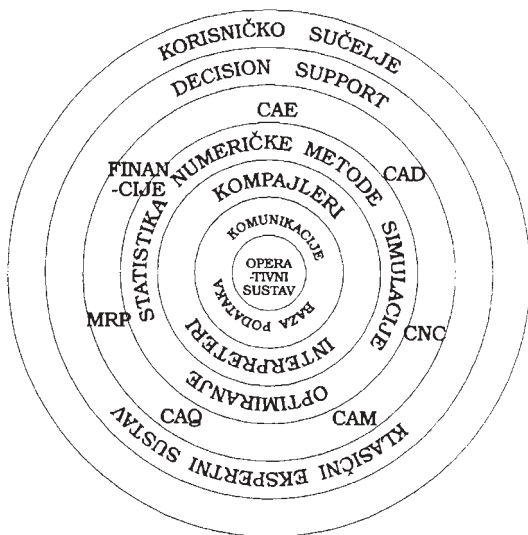 KORISNIČKO SUČELJE
DECISION SUPPORT
CAE
NUMERIČKE METODE
FINAN
-CIJE
CAD
KOMPAJLERI
STATISTIKA
SIMULACIJE
KOMUNIKACIJE
OPERA
-TIVNI
SUSTAV
BAZA PODATAKA
MRP
CNC
INTERPRETERI
OPTIMIRANJE
CAQ
CAM
KLASIČNI EKSPERTNI SUSTAV